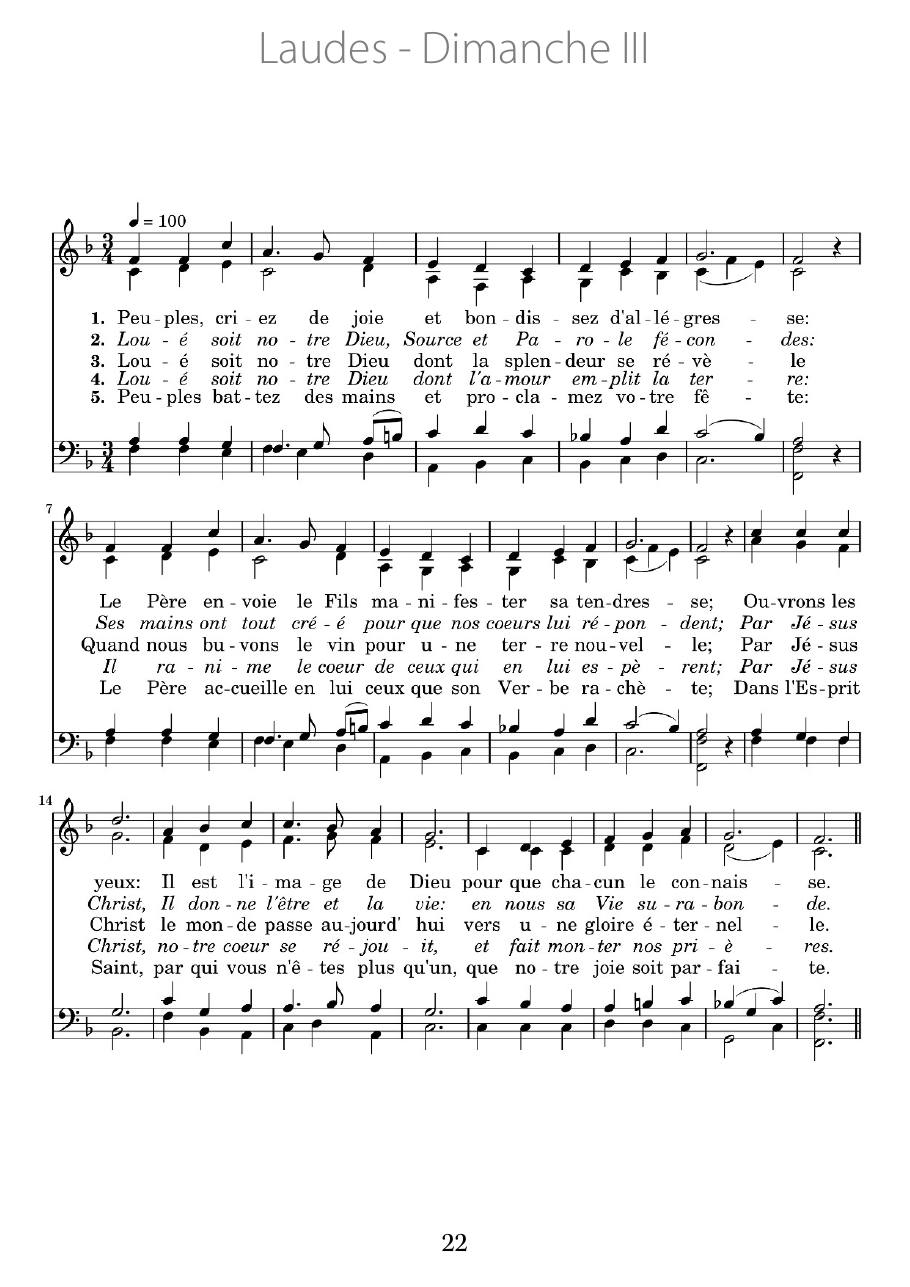 Laudes - Dimanche III
= 100
1. Peu - ples, cri - ez de joie et bon - dis - sez d'al - lé - gres - se:
2. Lou - é soit no - tre Dieu, Source et Pa - ro - le fé - con - des:
3. Lou - é soit no - tre Dieu dont la splen - deur se ré - vè - le
4. Lou - é soit no - tre Dieu dont l'a - mour em - plit la ter - re:
5. Peu - ples bat - tez des mains et pro - cla - mez vo - tre fê - te:
7
Le Père en - voie le Fils ma - ni - fes - ter sa ten - dres - se; Ou - vrons les
Ses mains ont tout cré - é pour que nos coeurs lui ré - pon - dent; Par Jé - sus
Quand nous bu - vons le vin pour u - ne ter - re nou - vel - le; Par Jé - sus
Il ra - ni - me le coeur de ceux qui en lui es - pè - rent; Par Jé - sus
Le Père ac - cueille en lui ceux que son Ver - be ra - chè - te; Dans l'Es - prit
14
yeux: Il est l'i - ma - ge de Dieu pour que cha - cun le con - nais - se.
Christ, Il don - ne l'être et la vie: en nous sa Vie su - ra - bon - de.
Christ le mon - de passe au - jourd' hui vers u - ne gloire é - ter - nel - le.
Christ, no - tre coeur se ré - jou - it, et fait mon - ter nos pri - è - res.
Saint, par qui vous n'ê - tes plus qu'un, que no - tre joie soit par - fai - te.
22